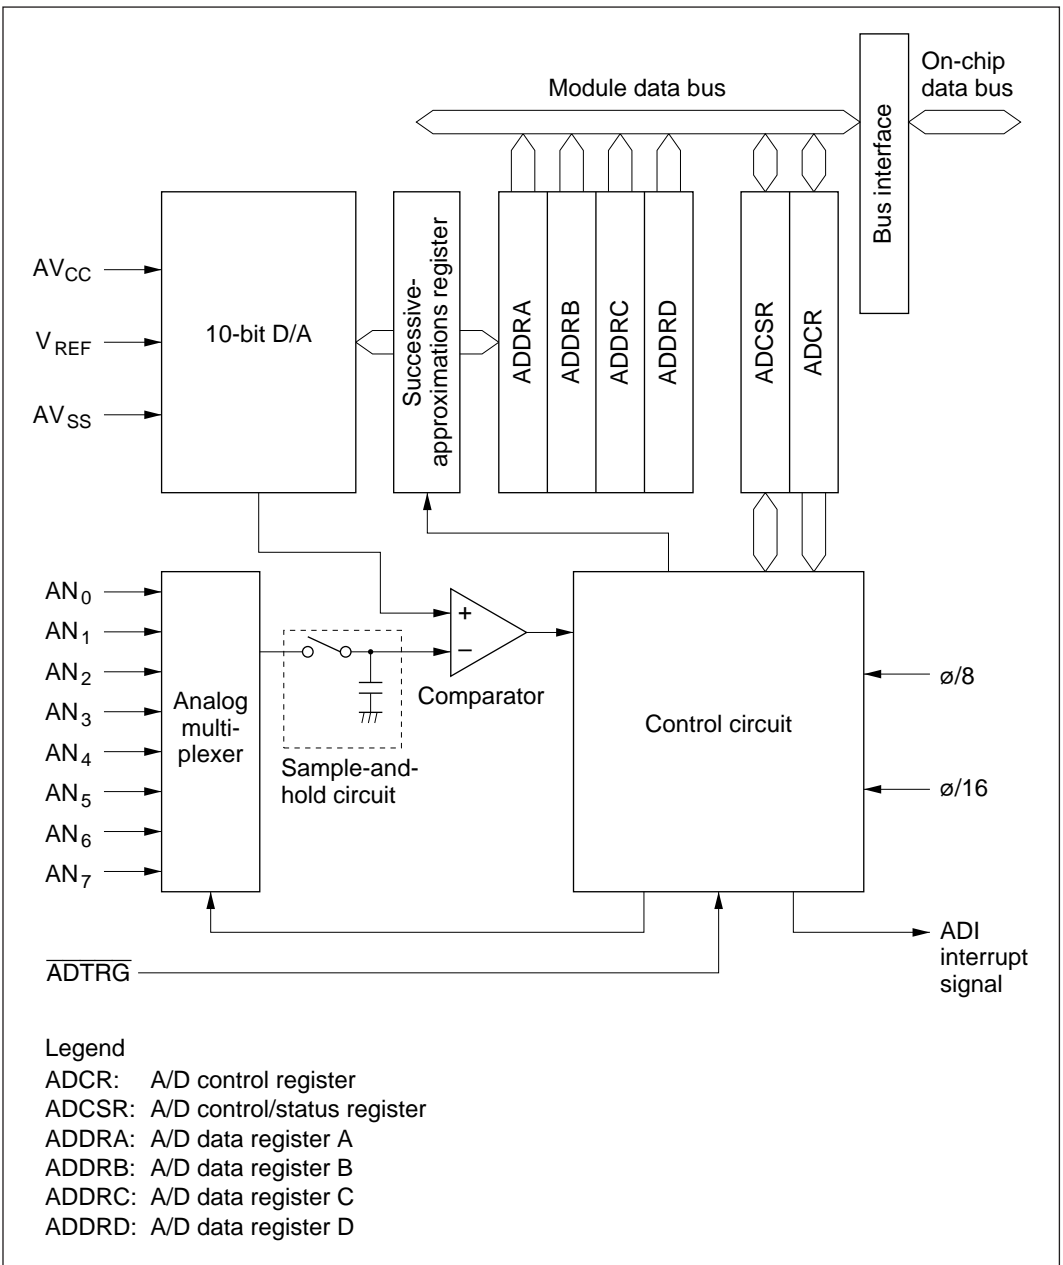 On-chip
data bus
Module data bus
Bus interface
AVCC
VREF
AVSS
10-bit D/A
Successive-
approximations register
ADDRA
ADDRB
ADDRC
ADDRD
ADCSR
ADCR
AN0
AN1
AN2
AN3
AN4
AN5
AN6
AN7
Analog
multi-
plexer
Sample-and-
hold circuit
+
−
Comparator
Control circuit
ø/8
ø/16
ADI
interrupt
signal
ADTRG
Legend
ADCR: A/D control register
ADCSR: A/D control/status register
ADDRA: A/D data register A
ADDRB: A/D data register B
ADDRC: A/D data register C
ADDRD: A/D data register D